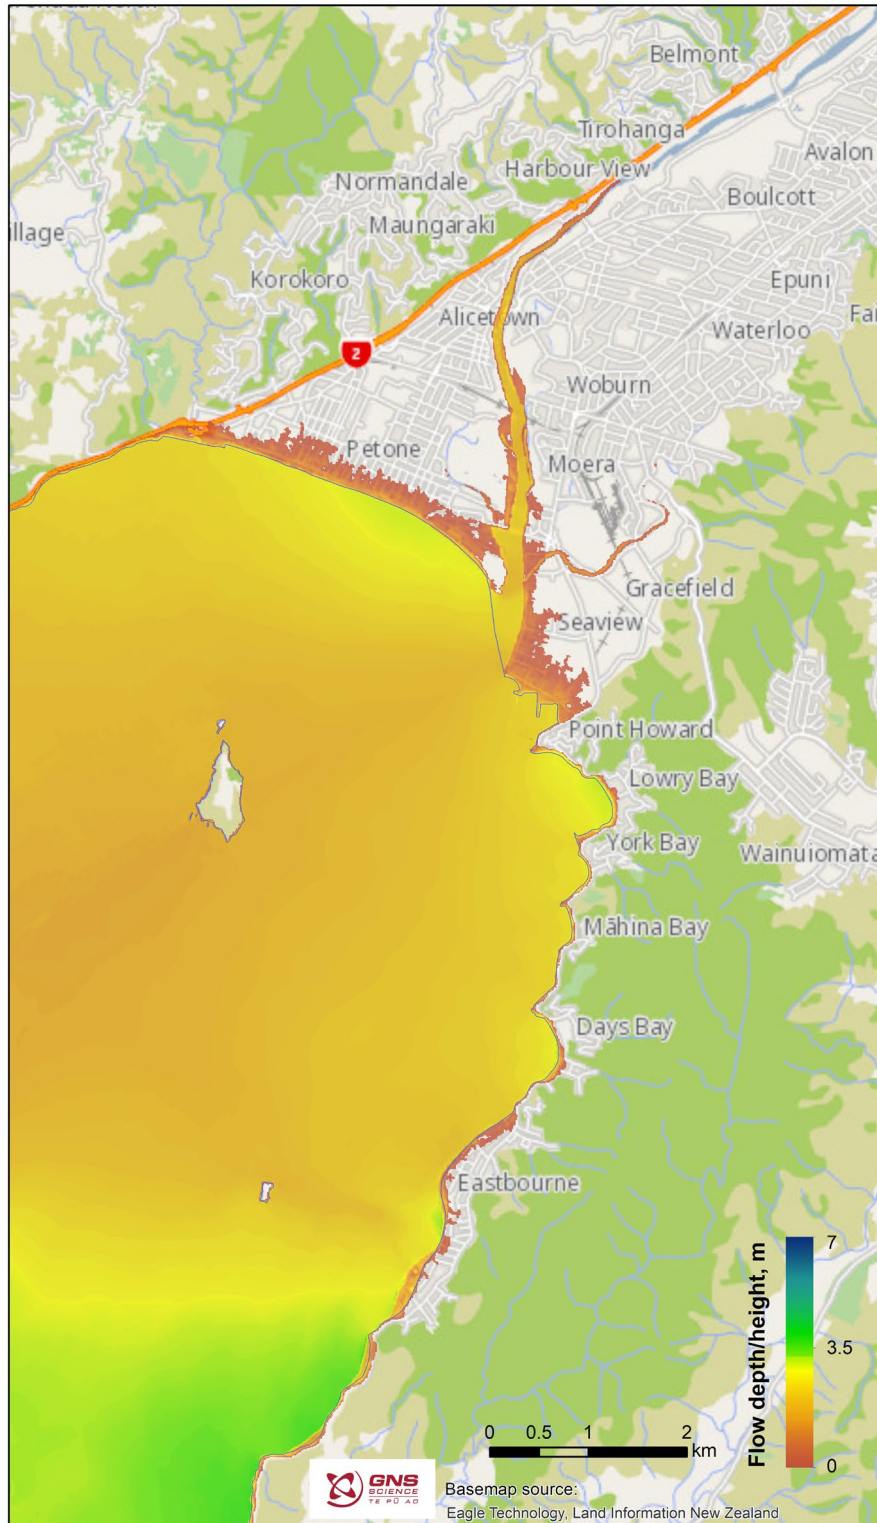 Belmont
Tirohanga
Avalon
Harbour View
Normandale
Boulcott
Maungaraki
illage
Korokoro
Epuni
Fai
Alicetown
Waterloo
2
Woburn
Petone
Moera
Gracefield
Seaview
Point Howard
Lowry Bay
York Bay
Wainuiomata
Māhina Bay
Days Bay
Eastbourne
Flow depth/height, m
7
3.5
0
0 0.5 1 2
km
GNS
SCIENCE
TE PŪ AO
Basemap source:
Eagle Technology, Land Information New Zealand